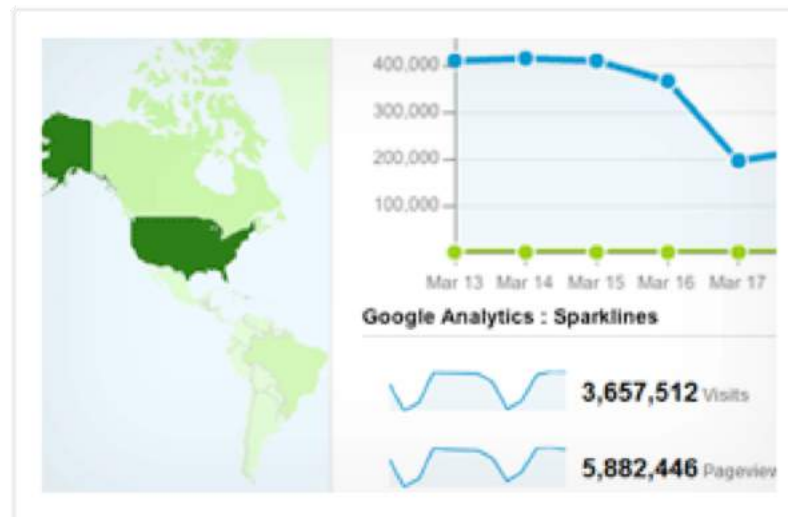 400,000
300,000
200,000
100,000
Mar 13 Mar 14 Mar 15 Mar 16 Mar 17
Google Analytics : Sparklines
3,657,512 Visits
5,882,446 Pageview